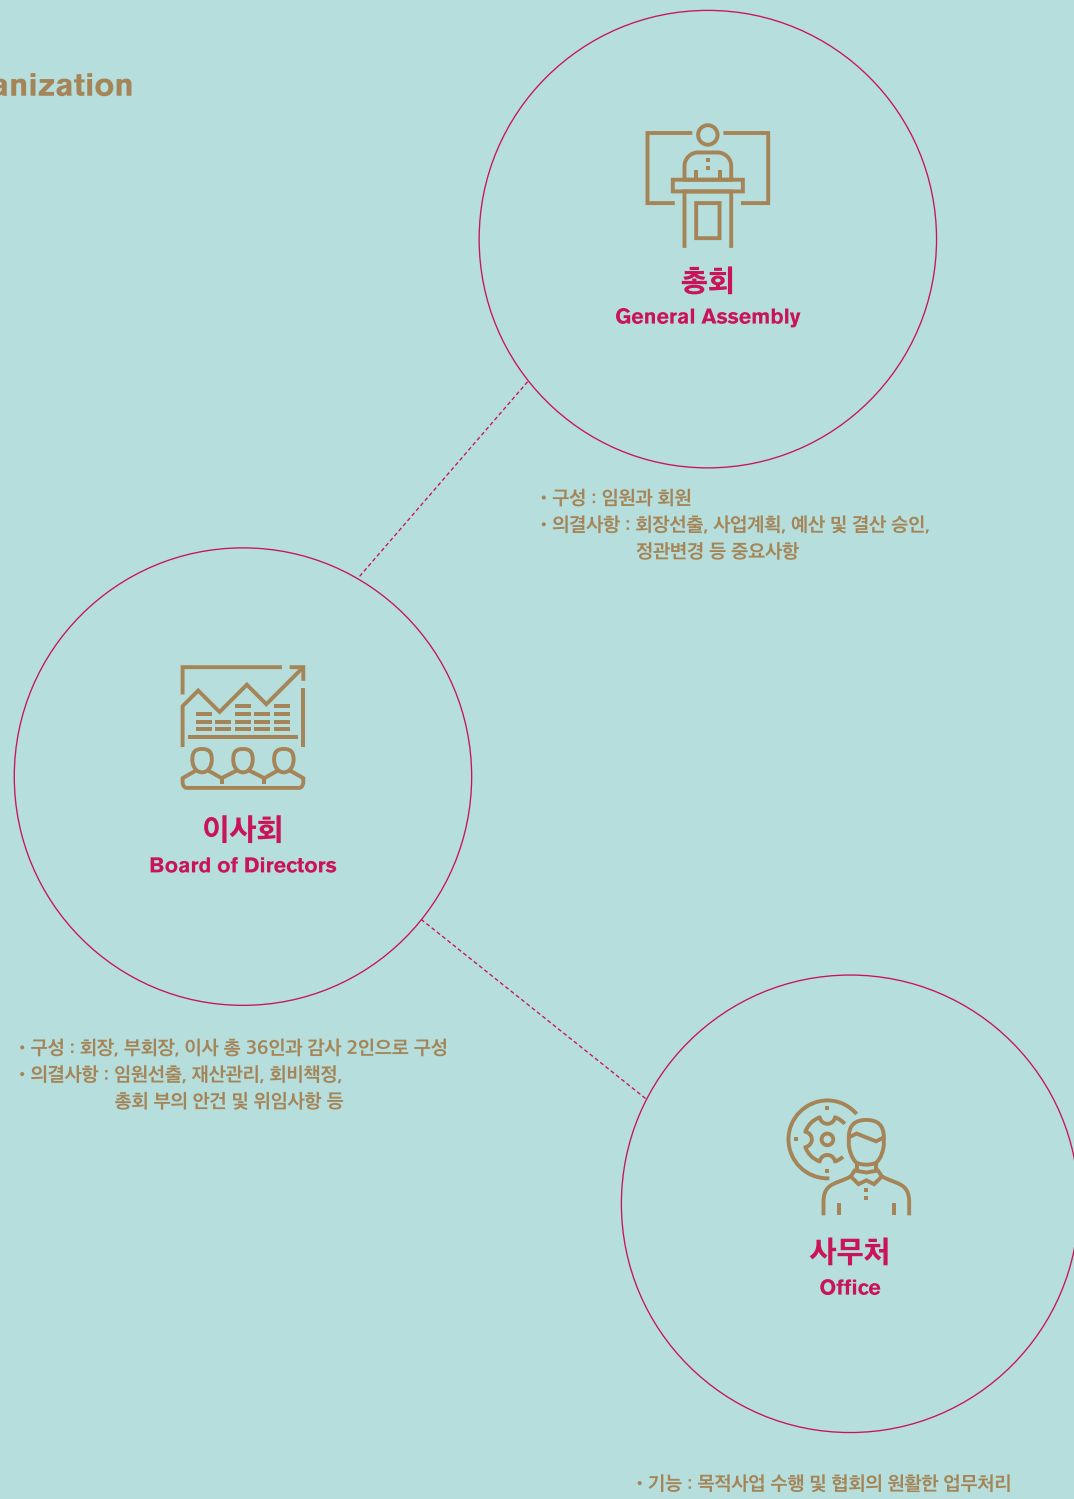 anization
총회
General Assembly
• 구성 : 임원과 회원
• 의결사항 : 회장선출, 사업계획, 예산 및 결산 승인,
정관변경 등 중요사항
이사회
Board of Directors
• 구성 : 회장, 부회장, 이사 총 36인과 감사 2인으로 구성
• 의결사항 : 임원선출, 재산관리, 회비책정,
총회 부의 안건 및 위임사항 등
사무처
Office
• 기능 : 목적사업 수행 및 협회의 원활한 업무처리